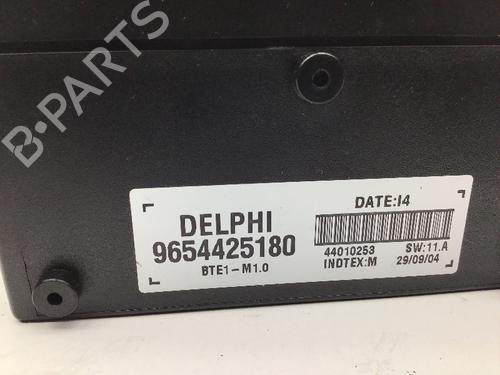 B-PARTS
DATE:I4
DELPHI
9654425180
44010253 SW:11.A
BTE1-M1.0
INDTEX:M 29/09/04